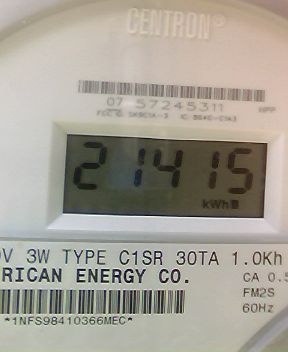 CENTRON®
07 57245311
HPP
21415
kWh
V 3W TYPE C1SR 30TA 1.0Kh
RICAN ENERGY CO.
CA 0.5
FM2S
60Hz
*1NFS98410366MEC*